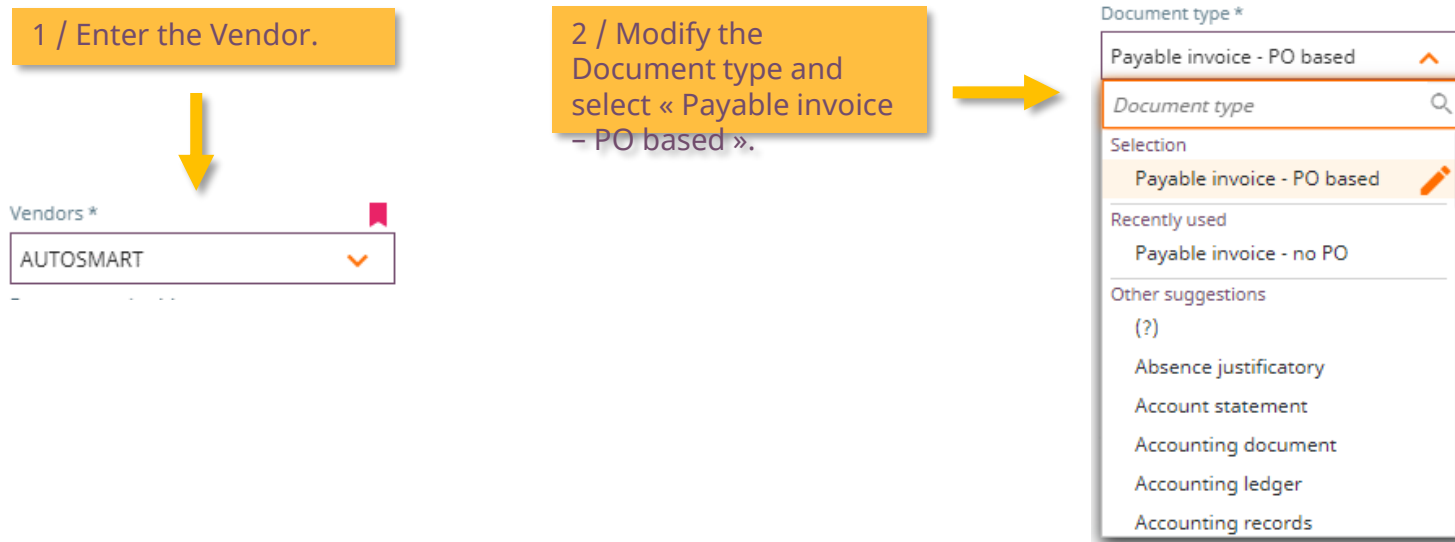 1 / Enter the Vendor.
Vendors *
AUTOSMART
2 / Modify the
Document type and
select « Payable invoice
– PO based ».
Document type *
Payable invoice - PO based
Document type
Selection
Payable invoice - PO based
Recently used
Payable invoice - no PO
Other suggestions
(?)
Absence justificatory
Account statement
Accounting document
Accounting ledger
Accounting records